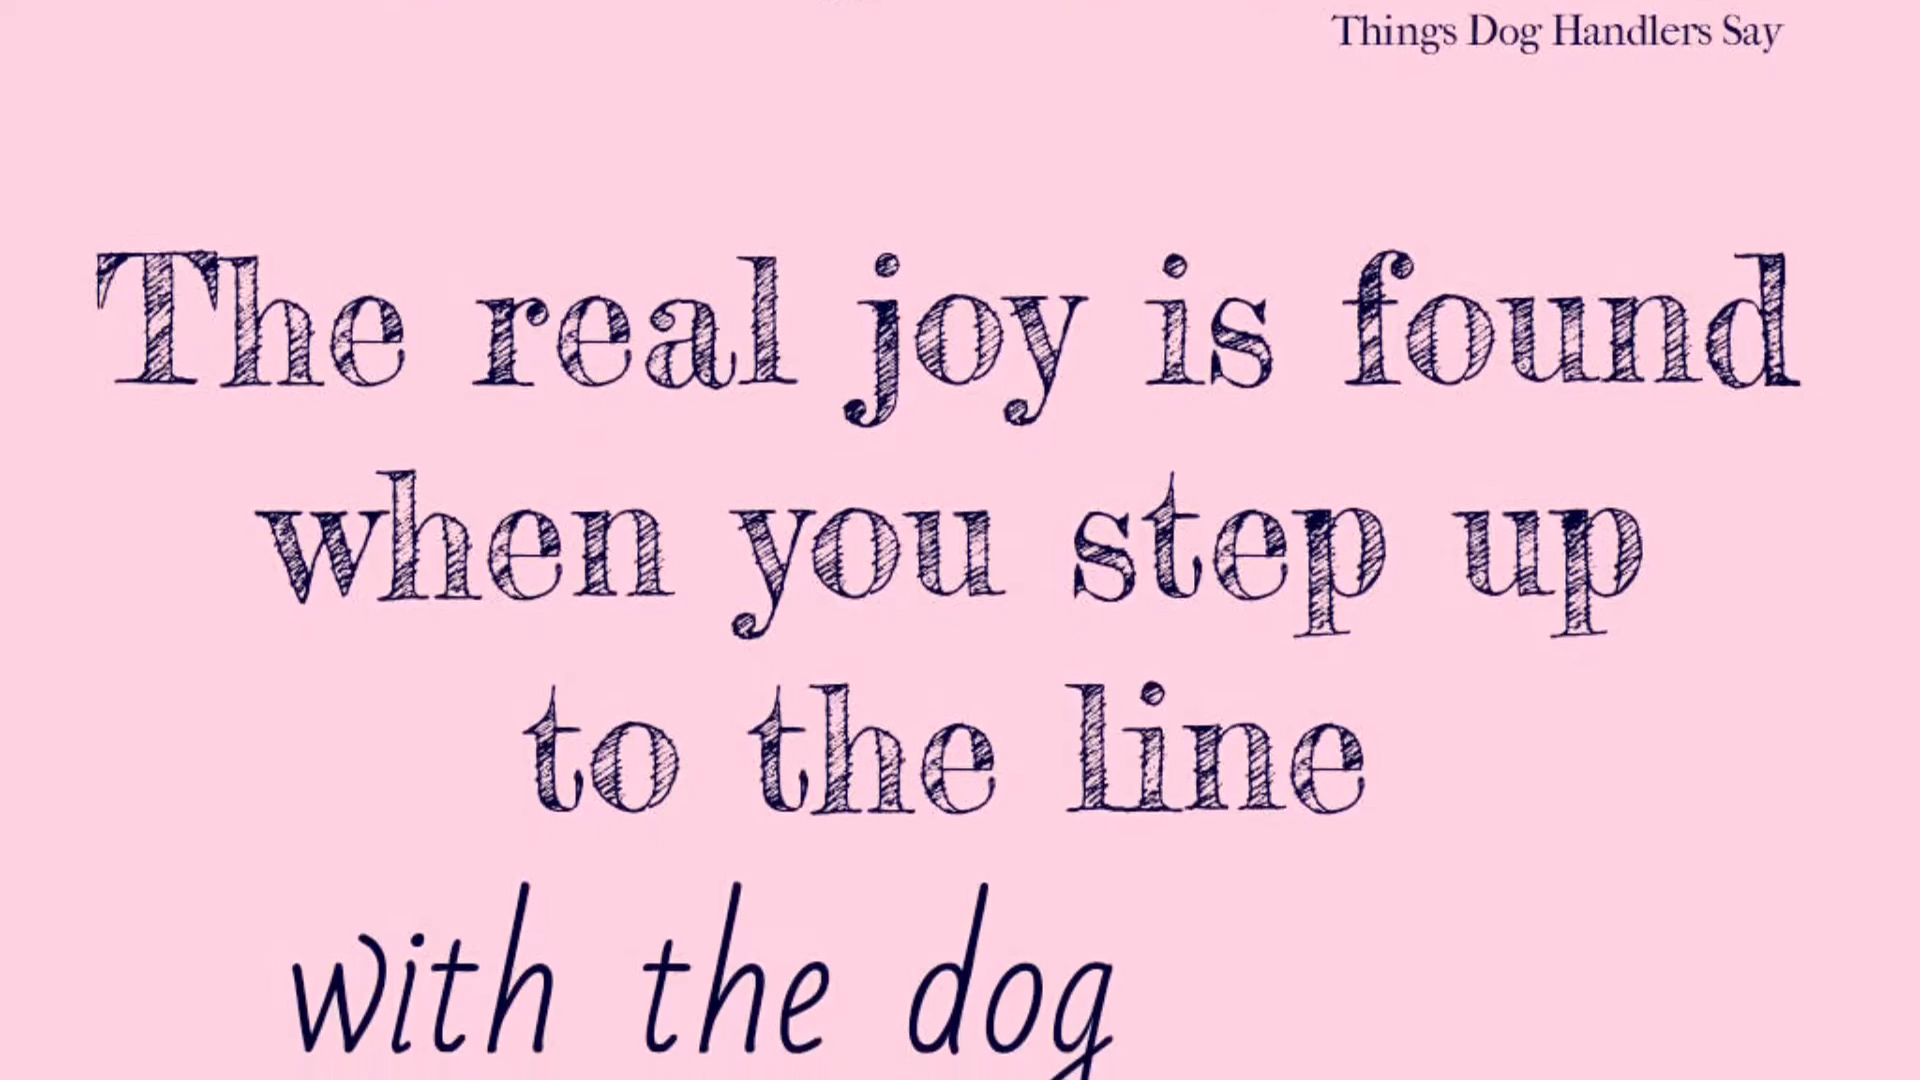 Things Dog Handlers Say
The real joy is found
when you step up
to the line
with the dog